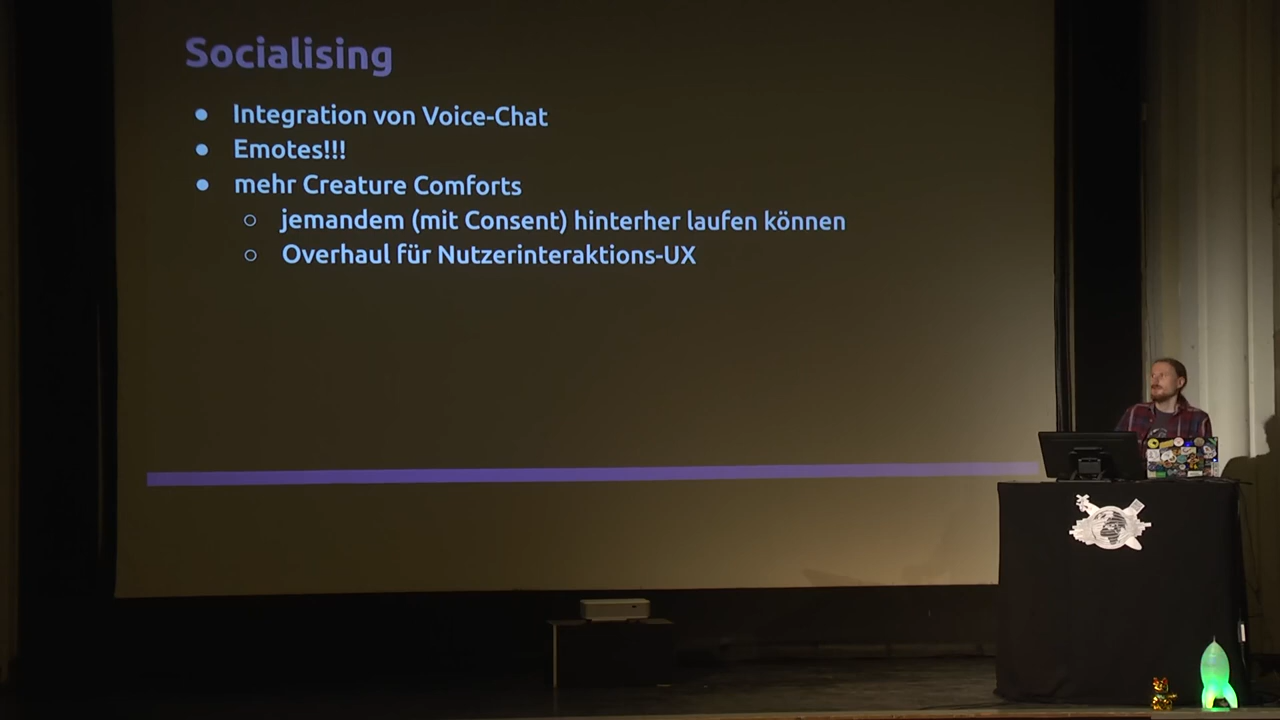 Socialising
● Integration von Voice-Chat
● Emotes!!!
● mehr Creature Comforts
○ jemandem (mit Consent) hinterher laufen können
○ Overhaul für Nutzerinteraktions-UX